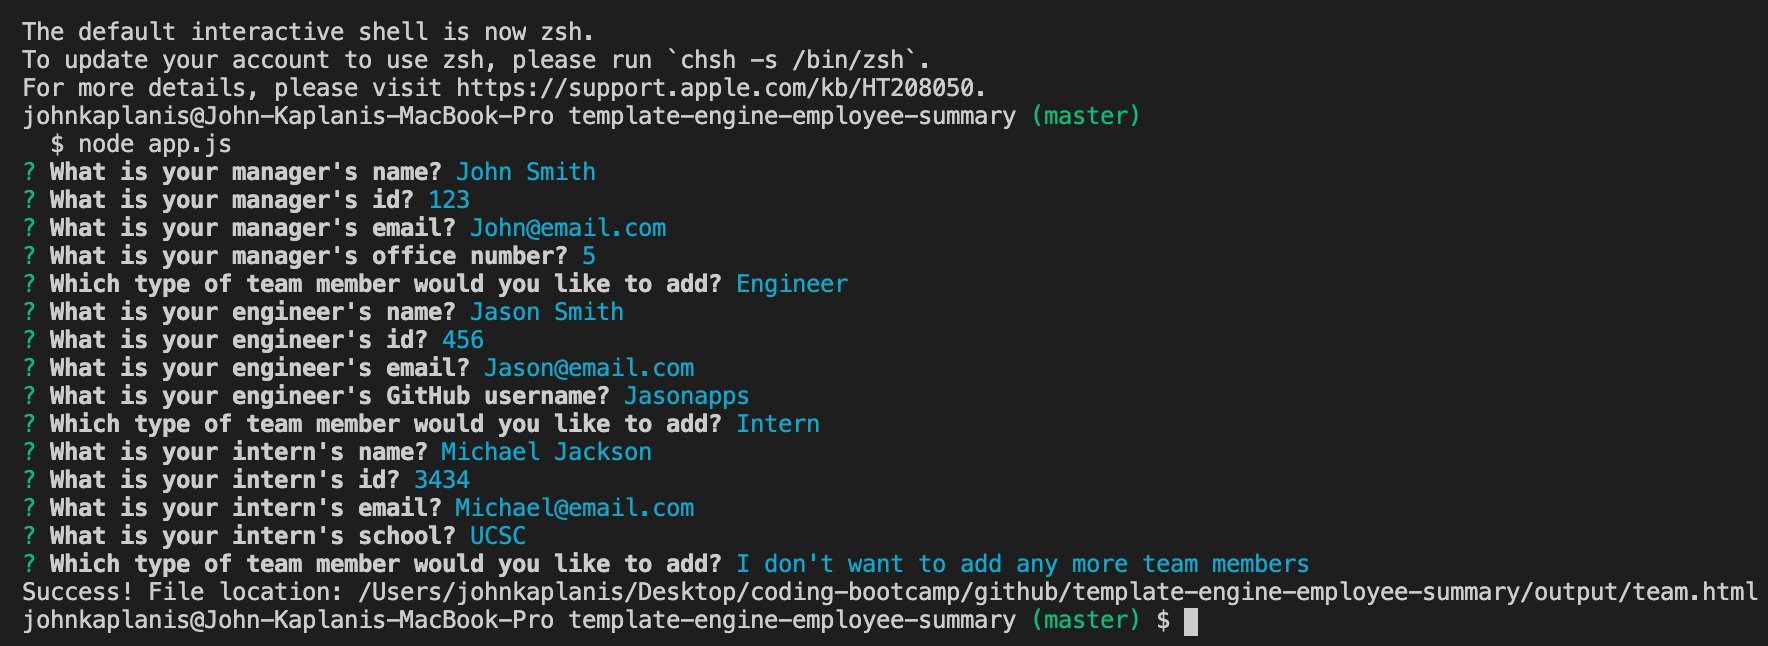 The default interactive shell is now zsh.
To update your account to use zsh, please run `chsh -s /bin/zsh`.
For more details, please visit https://support.apple.com/kb/HT208050.
johnkaplanis@John-Kaplanis-MacBook-Pro template-engine-employee-summary (master)
  $ node app.js
? What is your manager's name? John Smith
? What is your manager's id? 123
? What is your manager's email? John@email.com
? What is your manager's office number? 5
? Which type of team member would you like to add? Engineer
? What is your engineer's name? Jason Smith
? What is your engineer's id? 456
? What is your engineer's email? Jason@email.com
? What is your engineer's GitHub username? Jasonapps
? Which type of team member would you like to add? Intern
? What is your intern's name? Michael Jackson
? What is your intern's id? 3434
? What is your intern's email? Michael@email.com
? What is your intern's school? UCSC
? Which type of team member would you like to add? I don't want to add any more team members
Success! File location: /Users/johnkaplanis/Desktop/coding-bootcamp/github/template-engine-employee-summary/output/team.html
johnkaplanis@John-Kaplanis-MacBook-Pro template-engine-employee-summary (master) $